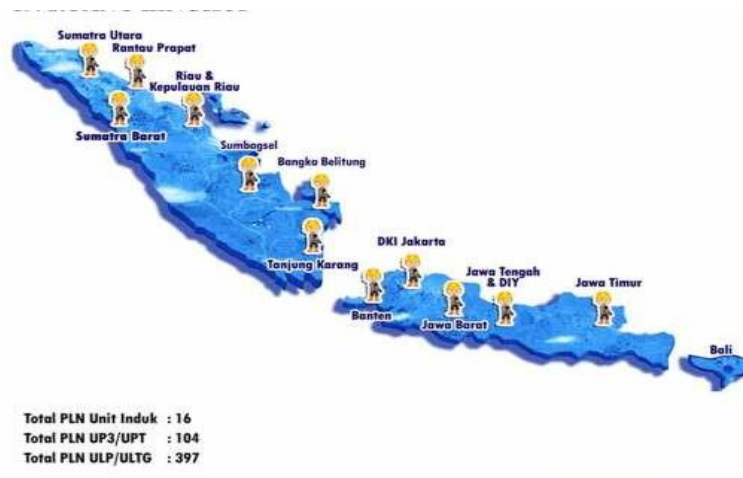 Sumatra Utara
Rantau Prapat
Riau &
Kepulauan Riau
Sumatra Barat
Sumbagsel
Bangka Belitung
Tanjung Karang
DKI Jakarta
Jawa Tengah
& DIY
Jawa Timur
Banten
Jawa Barat
Bali
Total PLN Unit Induk : 16
Total PLN UP3/UPT : 104
Total PLN ULP/ULTG : 397